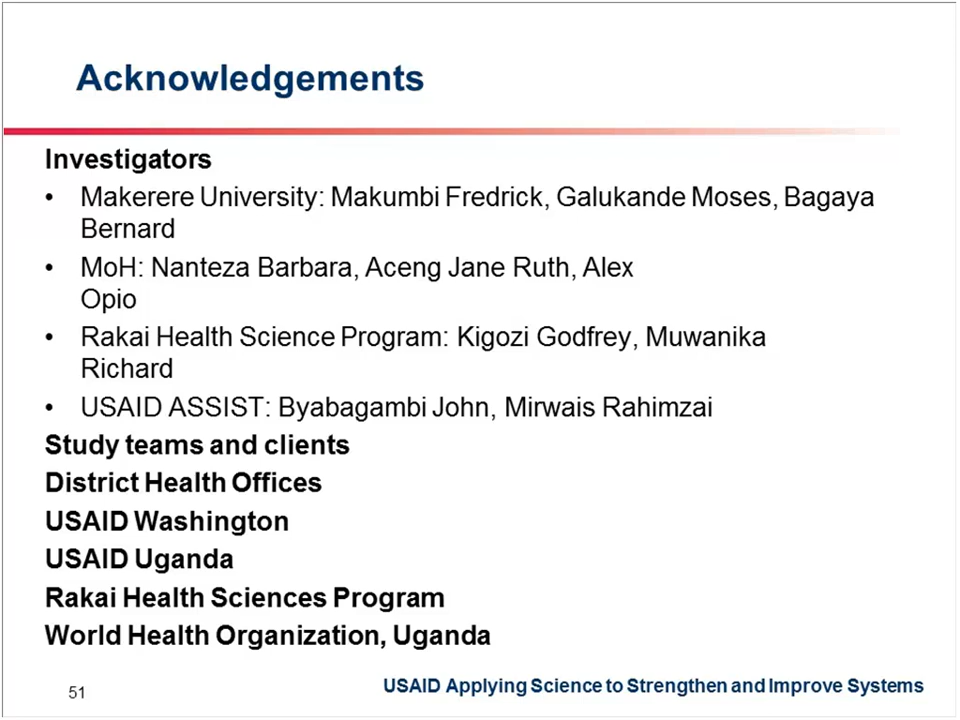 Acknowledgements
Investigators
• Makerere University: Makumbi Fredrick, Galukande Moses, Bagaya
Bernard
• MoH: Nanteza Barbara, Aceng Jane Ruth, Alex
Opio
• Rakai Health Science Program: Kigozi Godfrey, Muwanika
Richard
• USAID ASSIST: Byabagambi John, Mirwais Rahimzai
Study teams and clients
District Health Offices
USAID Washington
USAID Uganda
Rakai Health Sciences Program
World Health Organization, Uganda
51
USAID Applying Science to Strengthen and Improve Systems